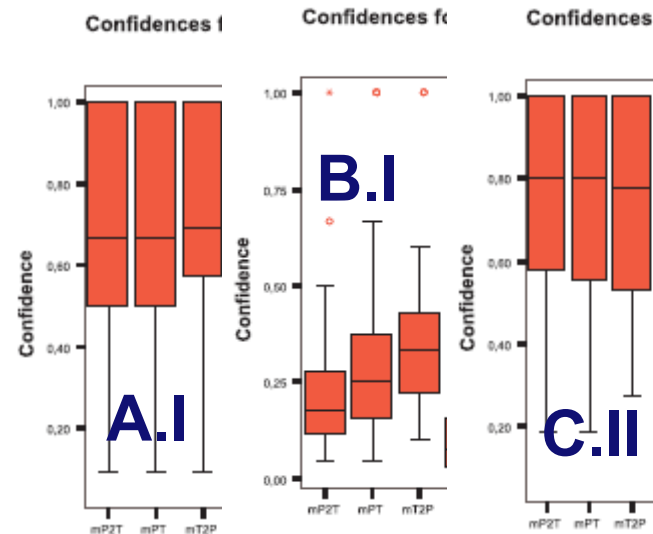 Confidences f
1,00
0,80
0,60
0,40
0,20
Confidence
A.I
mP2T mPT mT2P
Confidences fo
1,00
0,75
0,50
0,25
0,00
Confidence
B.I
mP2T mPT mT2P
Confidences
1,00
0,80
0,60
0,40
0,20
Confidence
C.II
mP2T mPT mT2P